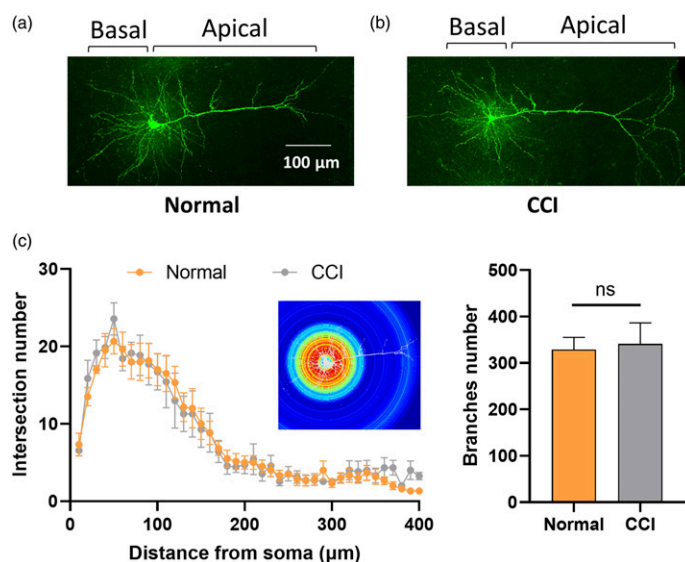 (a)
Basal Apical
100 µm
Normal
(b)
Basal Apical
CCI
(c)
Normal CCI
Intersection number
30
20
10
0
0 100 200 300 400
Distance from soma (µm)
Branches number
500
400
300
200
100
0
ns
Normal CCI